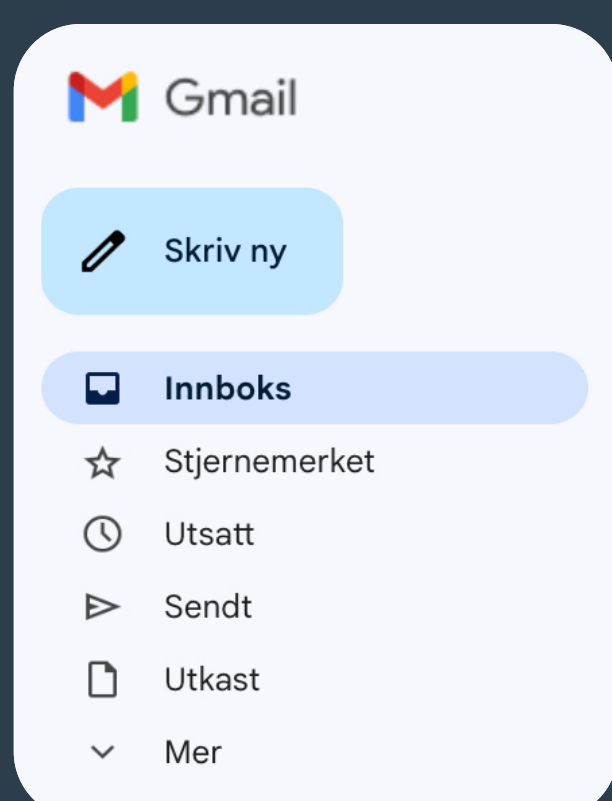 Gmail
Skriv ny
Innboks
Stjernemerket
Utsatt
Sendt
Utkast
Mer